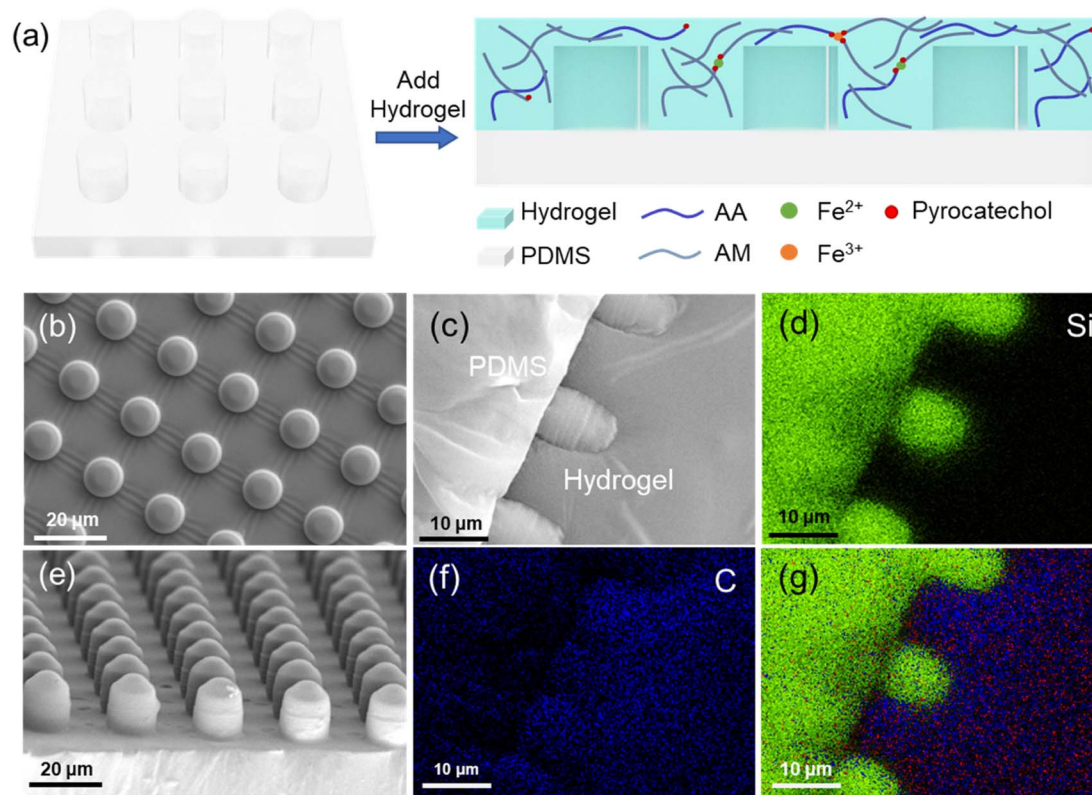 (a)
Add
Hydrogel
Hydrogel
AA
Fe²⁺
Pyrocatechol
PDMS
AM
Fe³⁺
(b)
20 µm
(c)
PDMS
Hydrogel
10 µm
(d)
Si
10 µm
(e)
20 µm
(f)
C
10 µm
(g)
10 µm